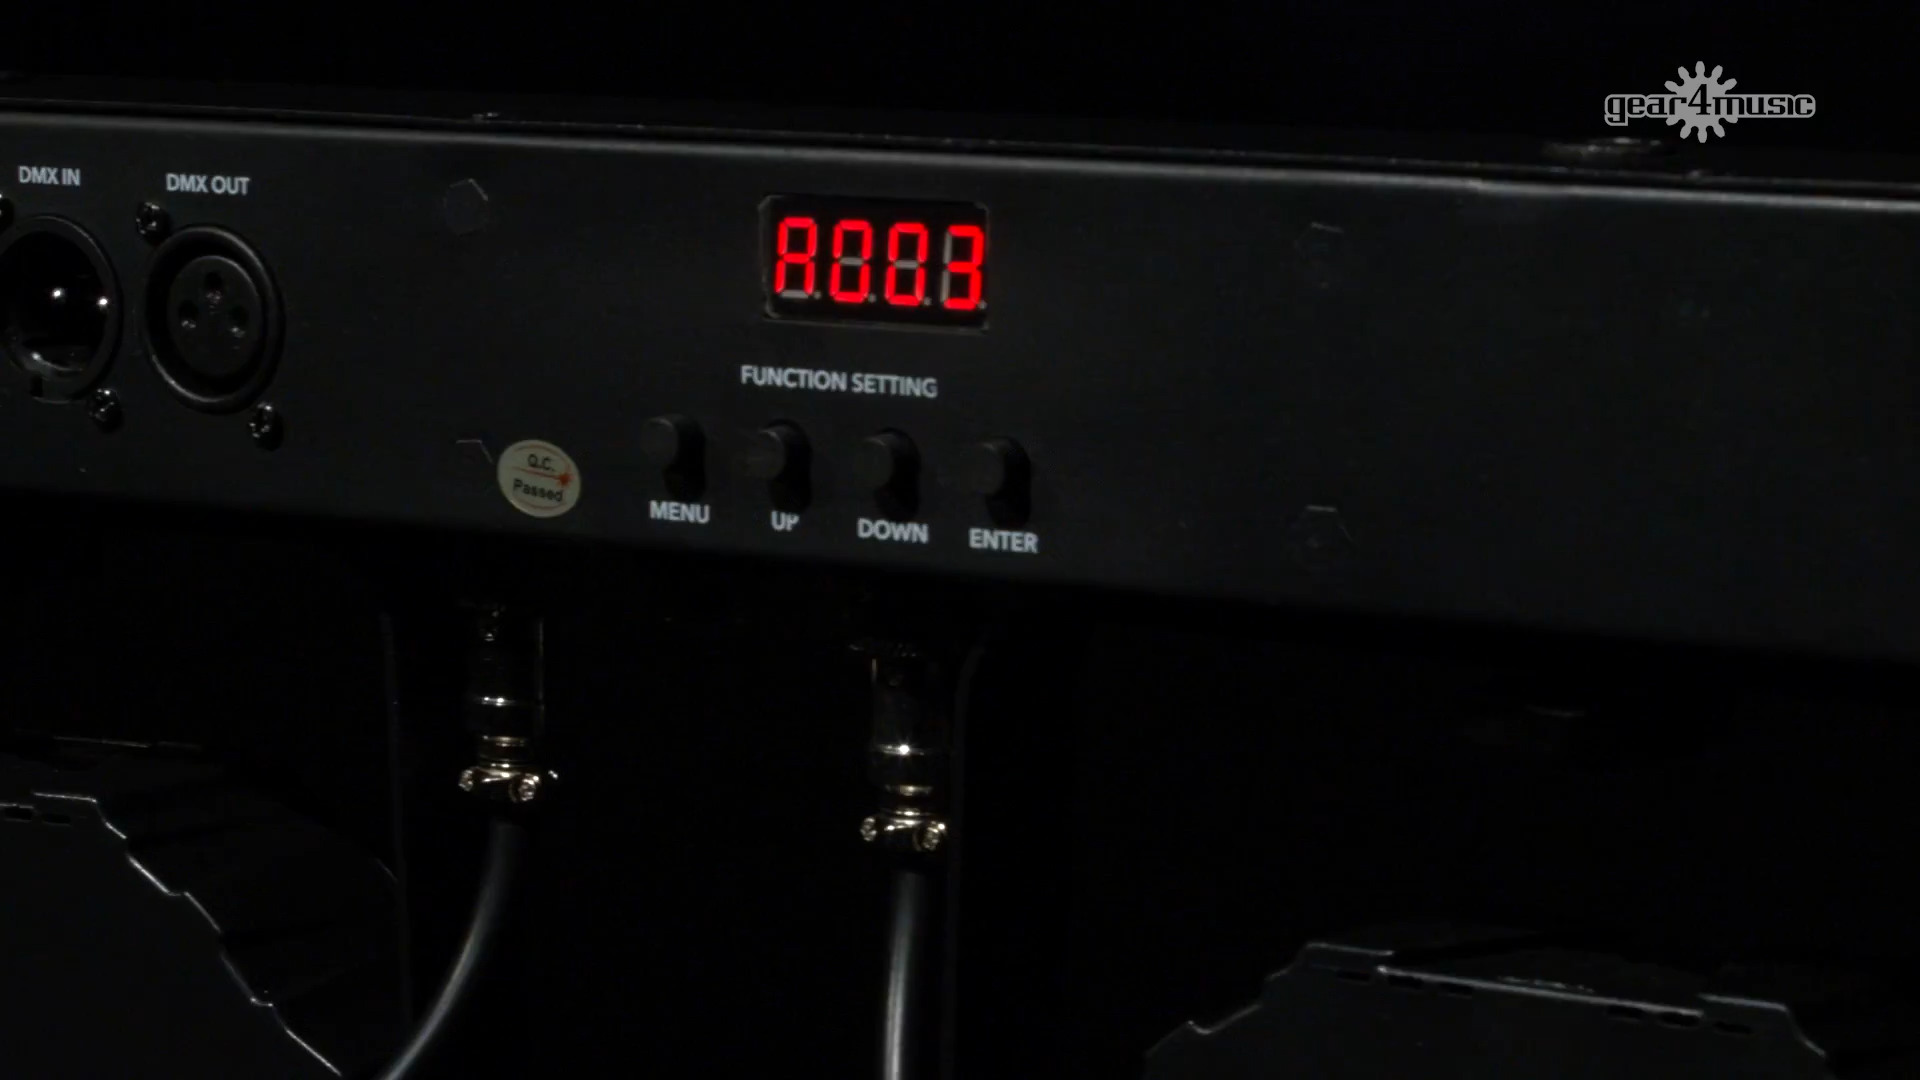 gear4music
DMX IN
DMX OUT
A003
FUNCTION SETTING
Q.C.
Passed
MENU
UP
DOWN
ENTER